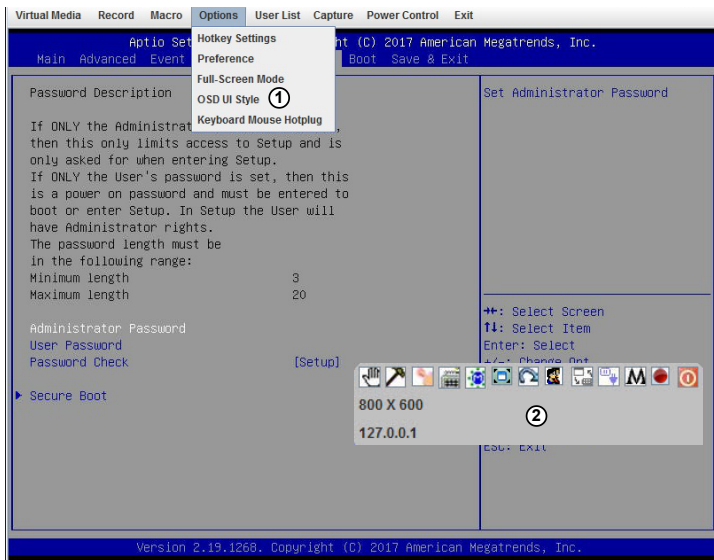 Virtual Media Record Macro Options User List Capture Power Control Exit
Hotkey Settings
Preference
Full-Screen Mode
OSD UI Style ①
Keyboard Mouse Hotplug
Aptio Set ht (C) 2017 American Megatrends, Inc.
Main Advanced Event Boot Save & Exit
Password Description
If ONLY the Administrat ,
then this only limits access to Setup and is
only asked for when entering Setup.
If ONLY the User's password is set, then this
is a power on password and must be entered to
boot or enter Setup. In Setup the User will
have Administrator rights.
The password length must be
in the following range:
Minimum length 3
Maximum length 20
Administrator Password
User Password
Password Check [Setup]
Secure Boot
Set Administrator Password
→←: Select Screen
↑↓: Select Item
Enter: Select
+/-: Change Opt.
M
800 X 600
②
127.0.0.1
ESC: Exit
Version 2.19.1268. Copyright (C) 2017 American Megatrends, Inc.